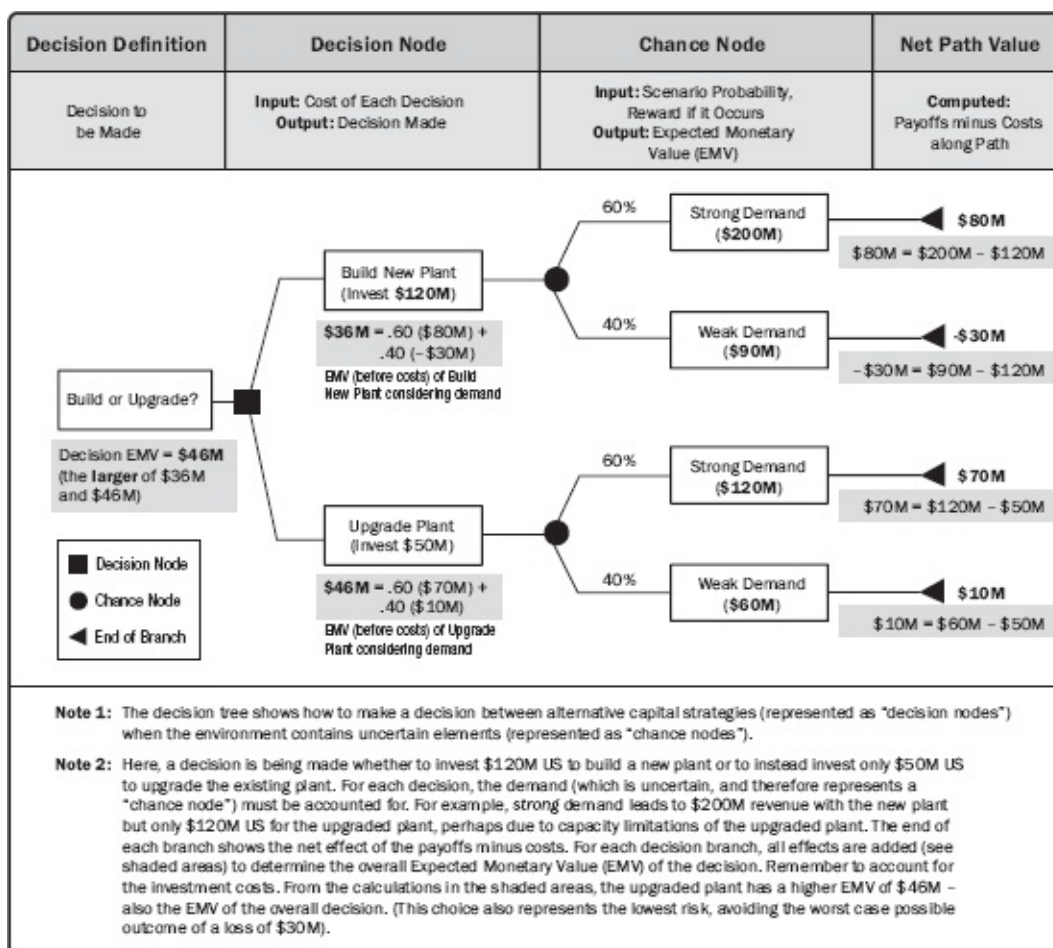 Decision Definition
Decision Node
Chance Node
Net Path Value
Decision to
be Made
Input: Cost of Each Decision
Output: Decision Made
Input: Scenario Probability,
Reward if it Occurs
Output: Expected Monetary
Value (EMV)
Computed:
Payoffs minus Costs
along Path
60%
Strong Demand
($200M)
$80M
$80M = $200M – $120M
Build New Plant
(Invest $120M)
$36M = .60 ($80M) +
.40 (–$30M)
EMV (before costs) of Build
New Plant considering demand
40%
Weak Demand
($90M)
-$30M
–$30M = $90M – $120M
Build or Upgrade?
Decision EMV = $46M
(the larger of $36M
and $46M)
60%
Strong Demand
($120M)
$70M
$70M = $120M – $50M
Upgrade Plant
(Invest $50M)
$46M = .60 ($70M) +
.40 ($10M)
EMV (before costs) of Upgrade
Plant considering demand
40%
Weak Demand
($60M)
$10M
$10M = $60M – $50M
Decision Node
Chance Node
End of Branch
Note 1: The decision tree shows how to make a decision between alternative capital strategies (represented as “decision nodes”)
when the environment contains uncertain elements (represented as “chance nodes”).
Note 2: Here, a decision is being made whether to invest $120M US to build a new plant or to instead invest only $50M US
to upgrade the existing plant. For each decision, the demand (which is uncertain, and therefore represents a
“chance node”) must be accounted for. For example, strong demand leads to $200M revenue with the new plant
but only $120M US for the upgraded plant, perhaps due to capacity limitations of the upgraded plant. The end of
each branch shows the net effect of the payoffs minus costs. For each decision branch, all effects are added (see
shaded areas) to determine the overall Expected Monetary Value (EMV) of the decision. Remember to account for
the investment costs. From the calculations in the shaded areas, the upgraded plant has a higher EMV of $46M –
also the EMV of the overall decision. (This choice also represents the lowest risk, avoiding the worst case possible
outcome of a loss of $30M).